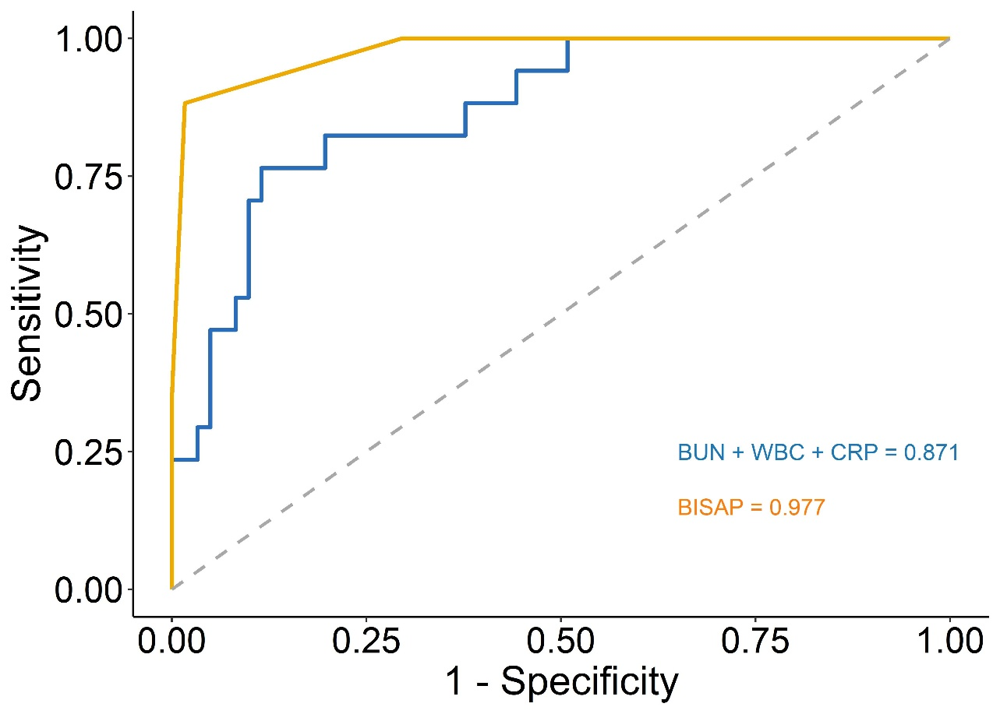 1.00
0.75
0.50
0.25
0.00
Sensitivity
BUN + WBC + CRP = 0.871
BISAP = 0.977
0.00 0.25 0.50 0.75 1.00
1 - Specificity